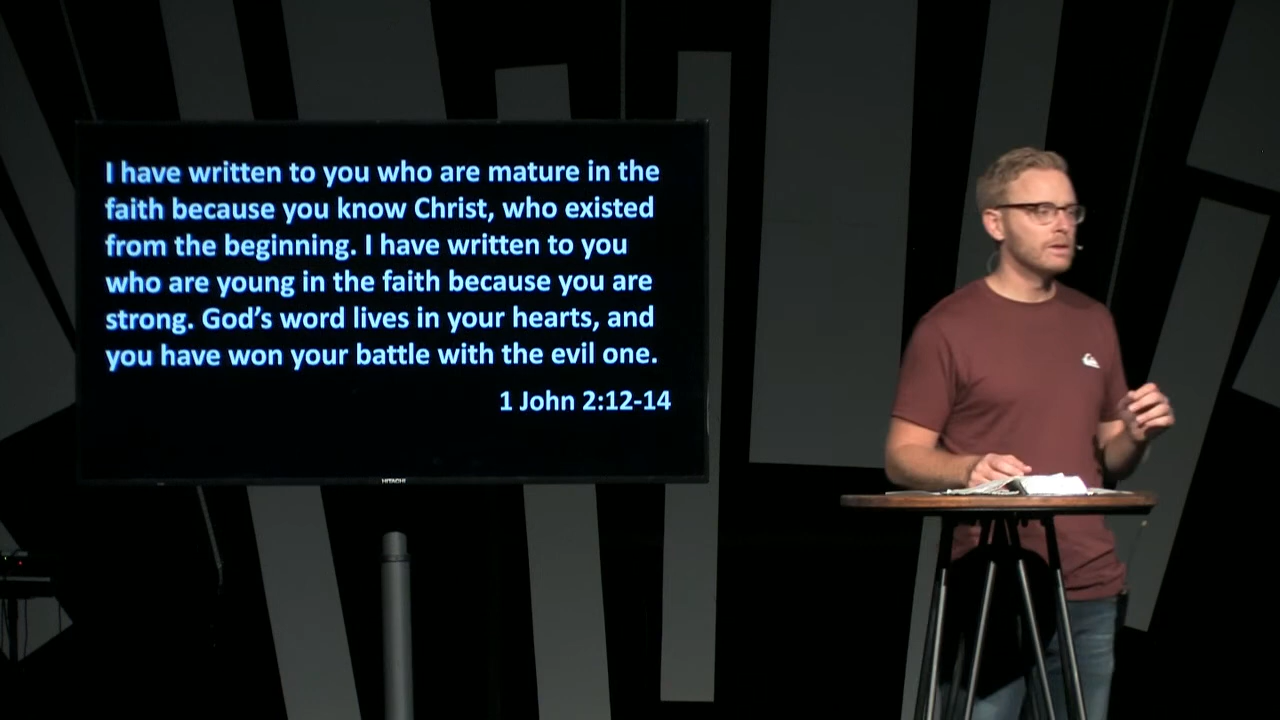 I have written to you who are mature in the
faith because you know Christ, who existed
from the beginning. I have written to you
who are young in the faith because you are
strong. God’s word lives in your hearts, and
you have won your battle with the evil one.
1 John 2:12-14
HITACHI